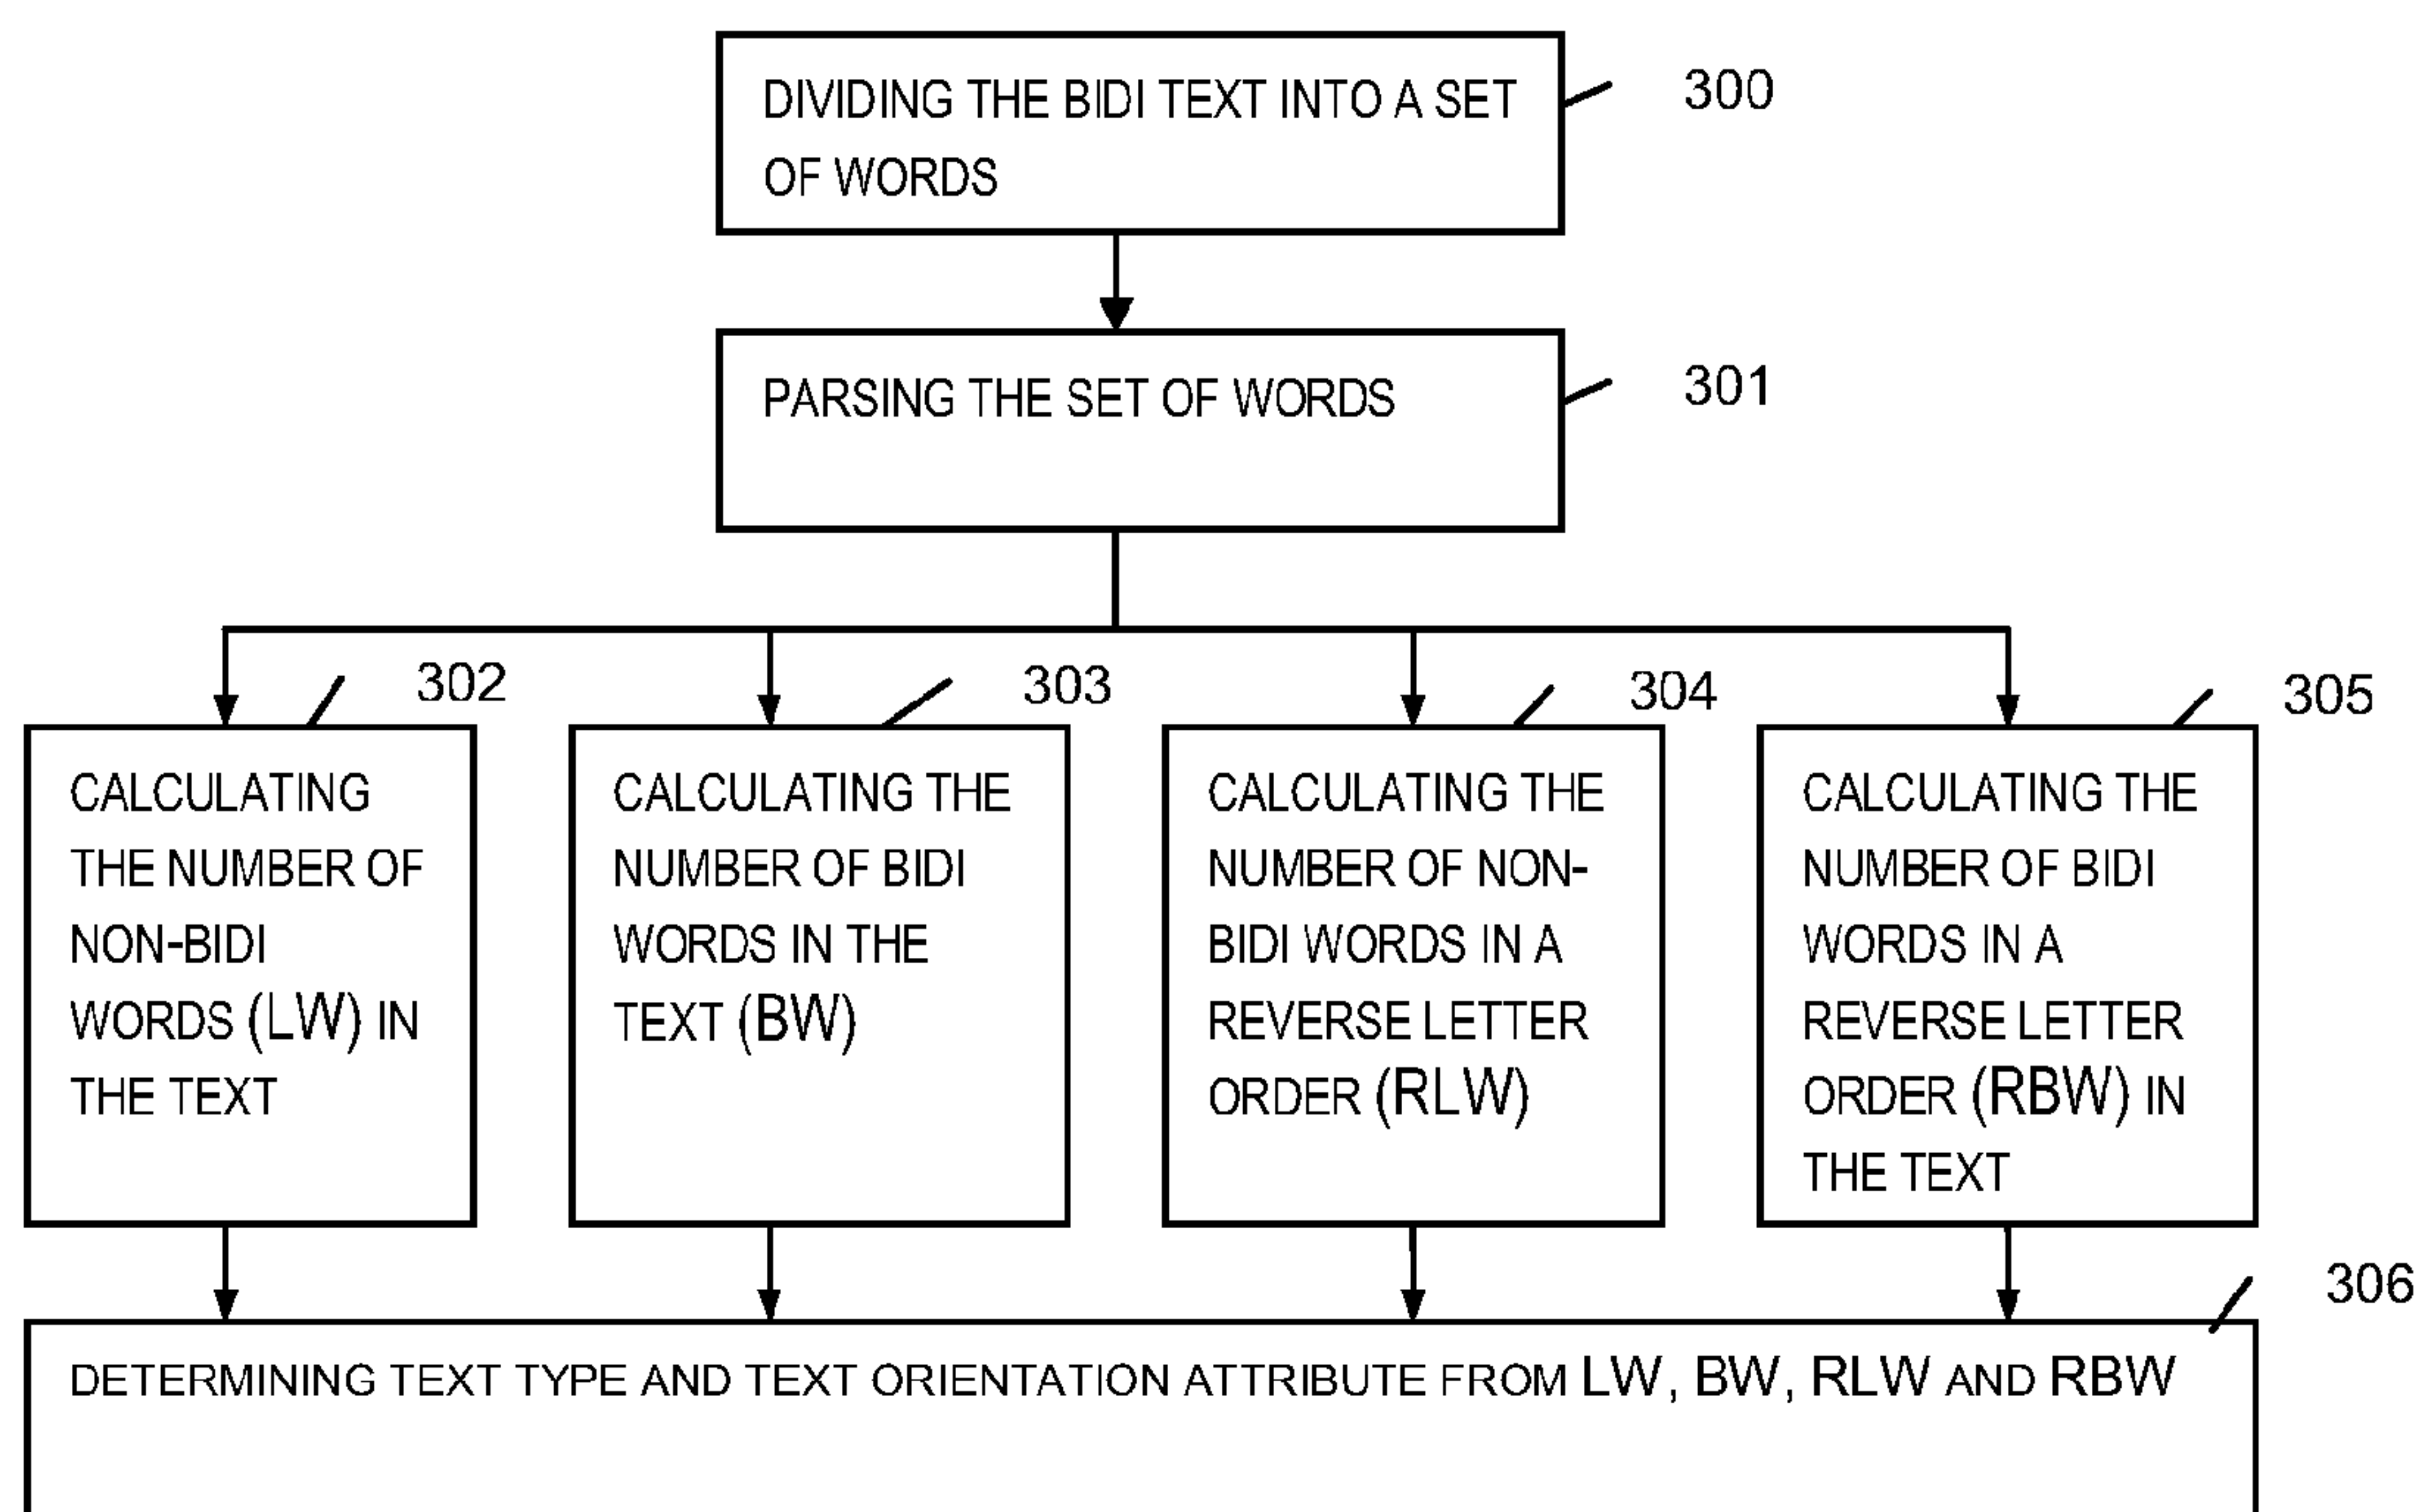 DIVIDING THE BIDI TEXT INTO A SET
OF WORDS
300
PARSING THE SET OF WORDS
301
302
CALCULATING
THE NUMBER OF
NON-BIDI
WORDS (LW) IN
THE TEXT
303
CALCULATING THE
NUMBER OF BIDI
WORDS IN THE
TEXT (BW)
304
CALCULATING THE
NUMBER OF NON-
BIDI WORDS IN A
REVERSE LETTER
ORDER (RLW)
305
CALCULATING THE
NUMBER OF BIDI
WORDS IN A
REVERSE LETTER
ORDER (RBW) IN
THE TEXT
306
DETERMINING TEXT TYPE AND TEXT ORIENTATION ATTRIBUTE FROM LW, BW, RLW AND RBW